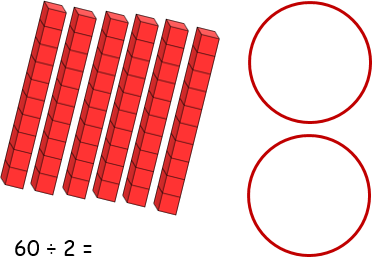 60 ÷ 2 =